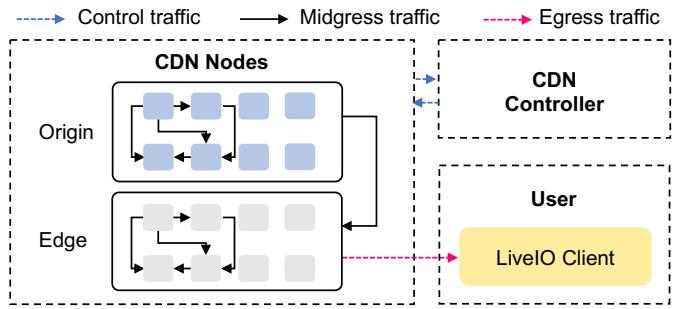 Control traffic
Midgress traffic
Egress traffic
CDN Nodes
Origin
Edge
CDN
Controller
User
LiveIO Client